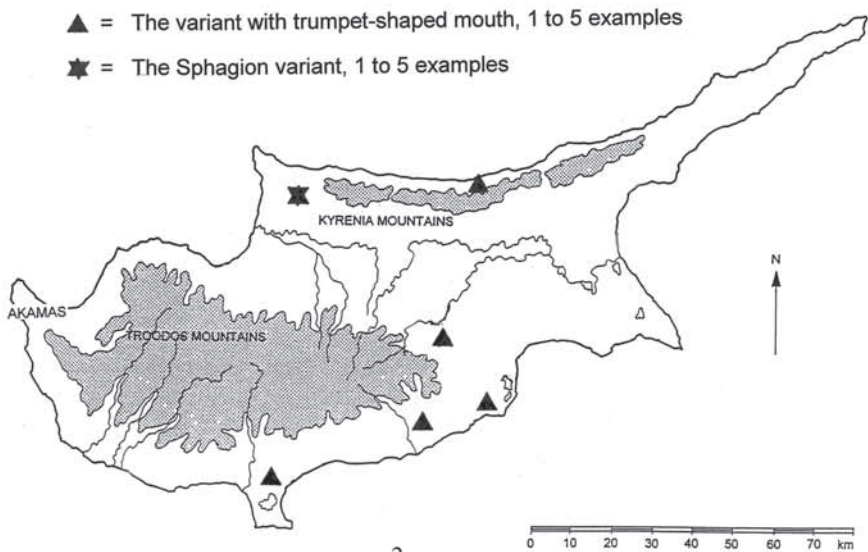 = The variant with trumpet-shaped mouth, 1 to 5 examples
= The Sphagion variant, 1 to 5 examples
KYRENIA MOUNTAINS
N
AKAMAS
TROODOS MOUNTAINS
0 10 20 30 40 50 60 70 km